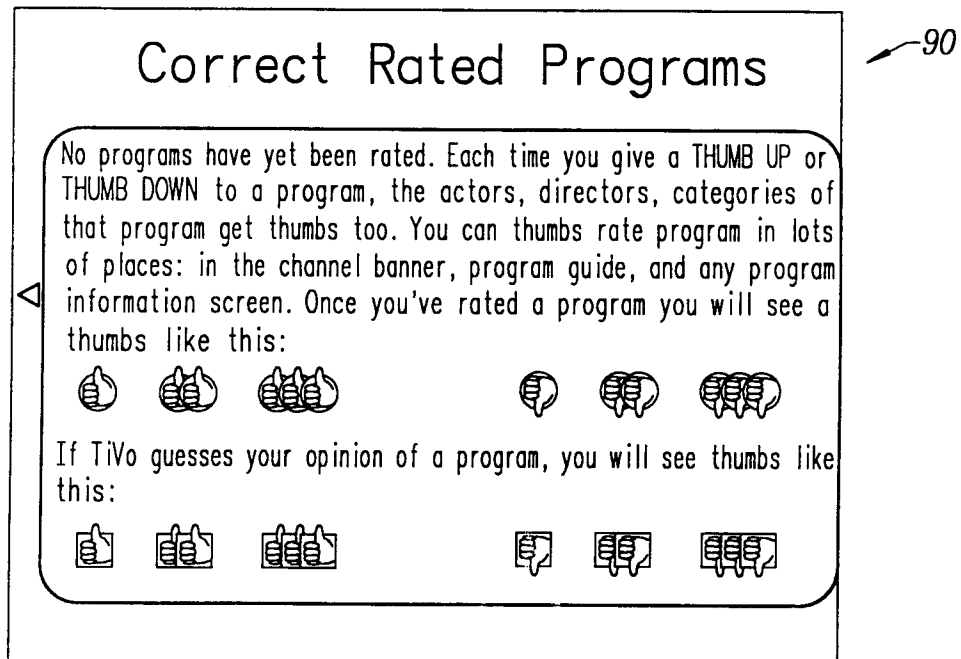 Correct Rated Programs
90
No programs have yet been rated. Each time you give a THUMB UP or
THUMB DOWN to a program, the actors, directors, categories of
that program get thumbs too. You can thumbs rate program in lots
of places: in the channel banner, program guide, and any program
information screen. Once you've rated a program you will see a
thumbs like this:
If TiVo guesses your opinion of a program, you will see thumbs like
this: